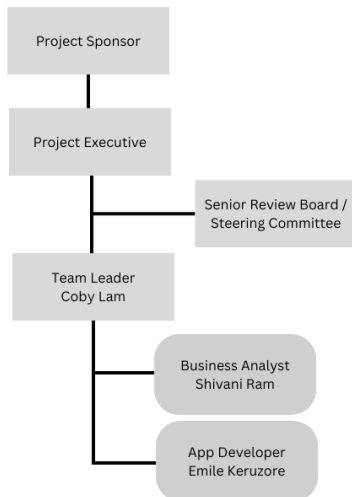 Project Sponsor
Project Executive
Senior Review Board /
Steering Committee
Team Leader
Coby Lam
Business Analyst
Shivani Ram
App Developer
Emile Keruzore